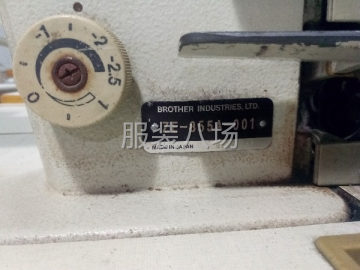 -1
-2
-2.5
0
1
BROTHER INDUSTRIES, LTD.
MADE IN JAPAN
服装八场